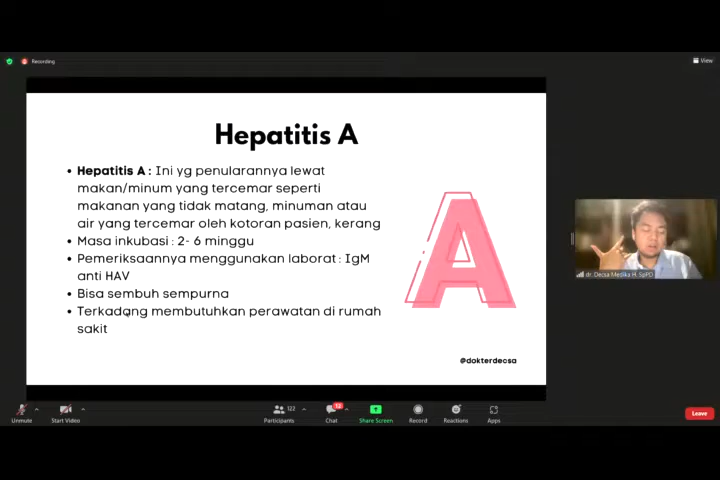 Recording
View
Hepatitis A
Hepatitis A : Ini yg penularannya lewat
makan/minum yang tercemar seperti
makanan yang tidak matang, minuman atau
air yang tercemar oleh kotoran pasien, kerang
Masa inkubasi : 2- 6 minggu
Pemeriksaannya menggunakan laborat : IgM
anti HAV
Bisa sembuh sempurna
Terkadang membutuhkan perawatan di rumah
sakit
A
@dokterdecsa
dr. Decsa Medika H, SpPD
122
12
Unmute
Start Video
Participants
Chat
Share Screen
Record
Reactions
Apps
Leave